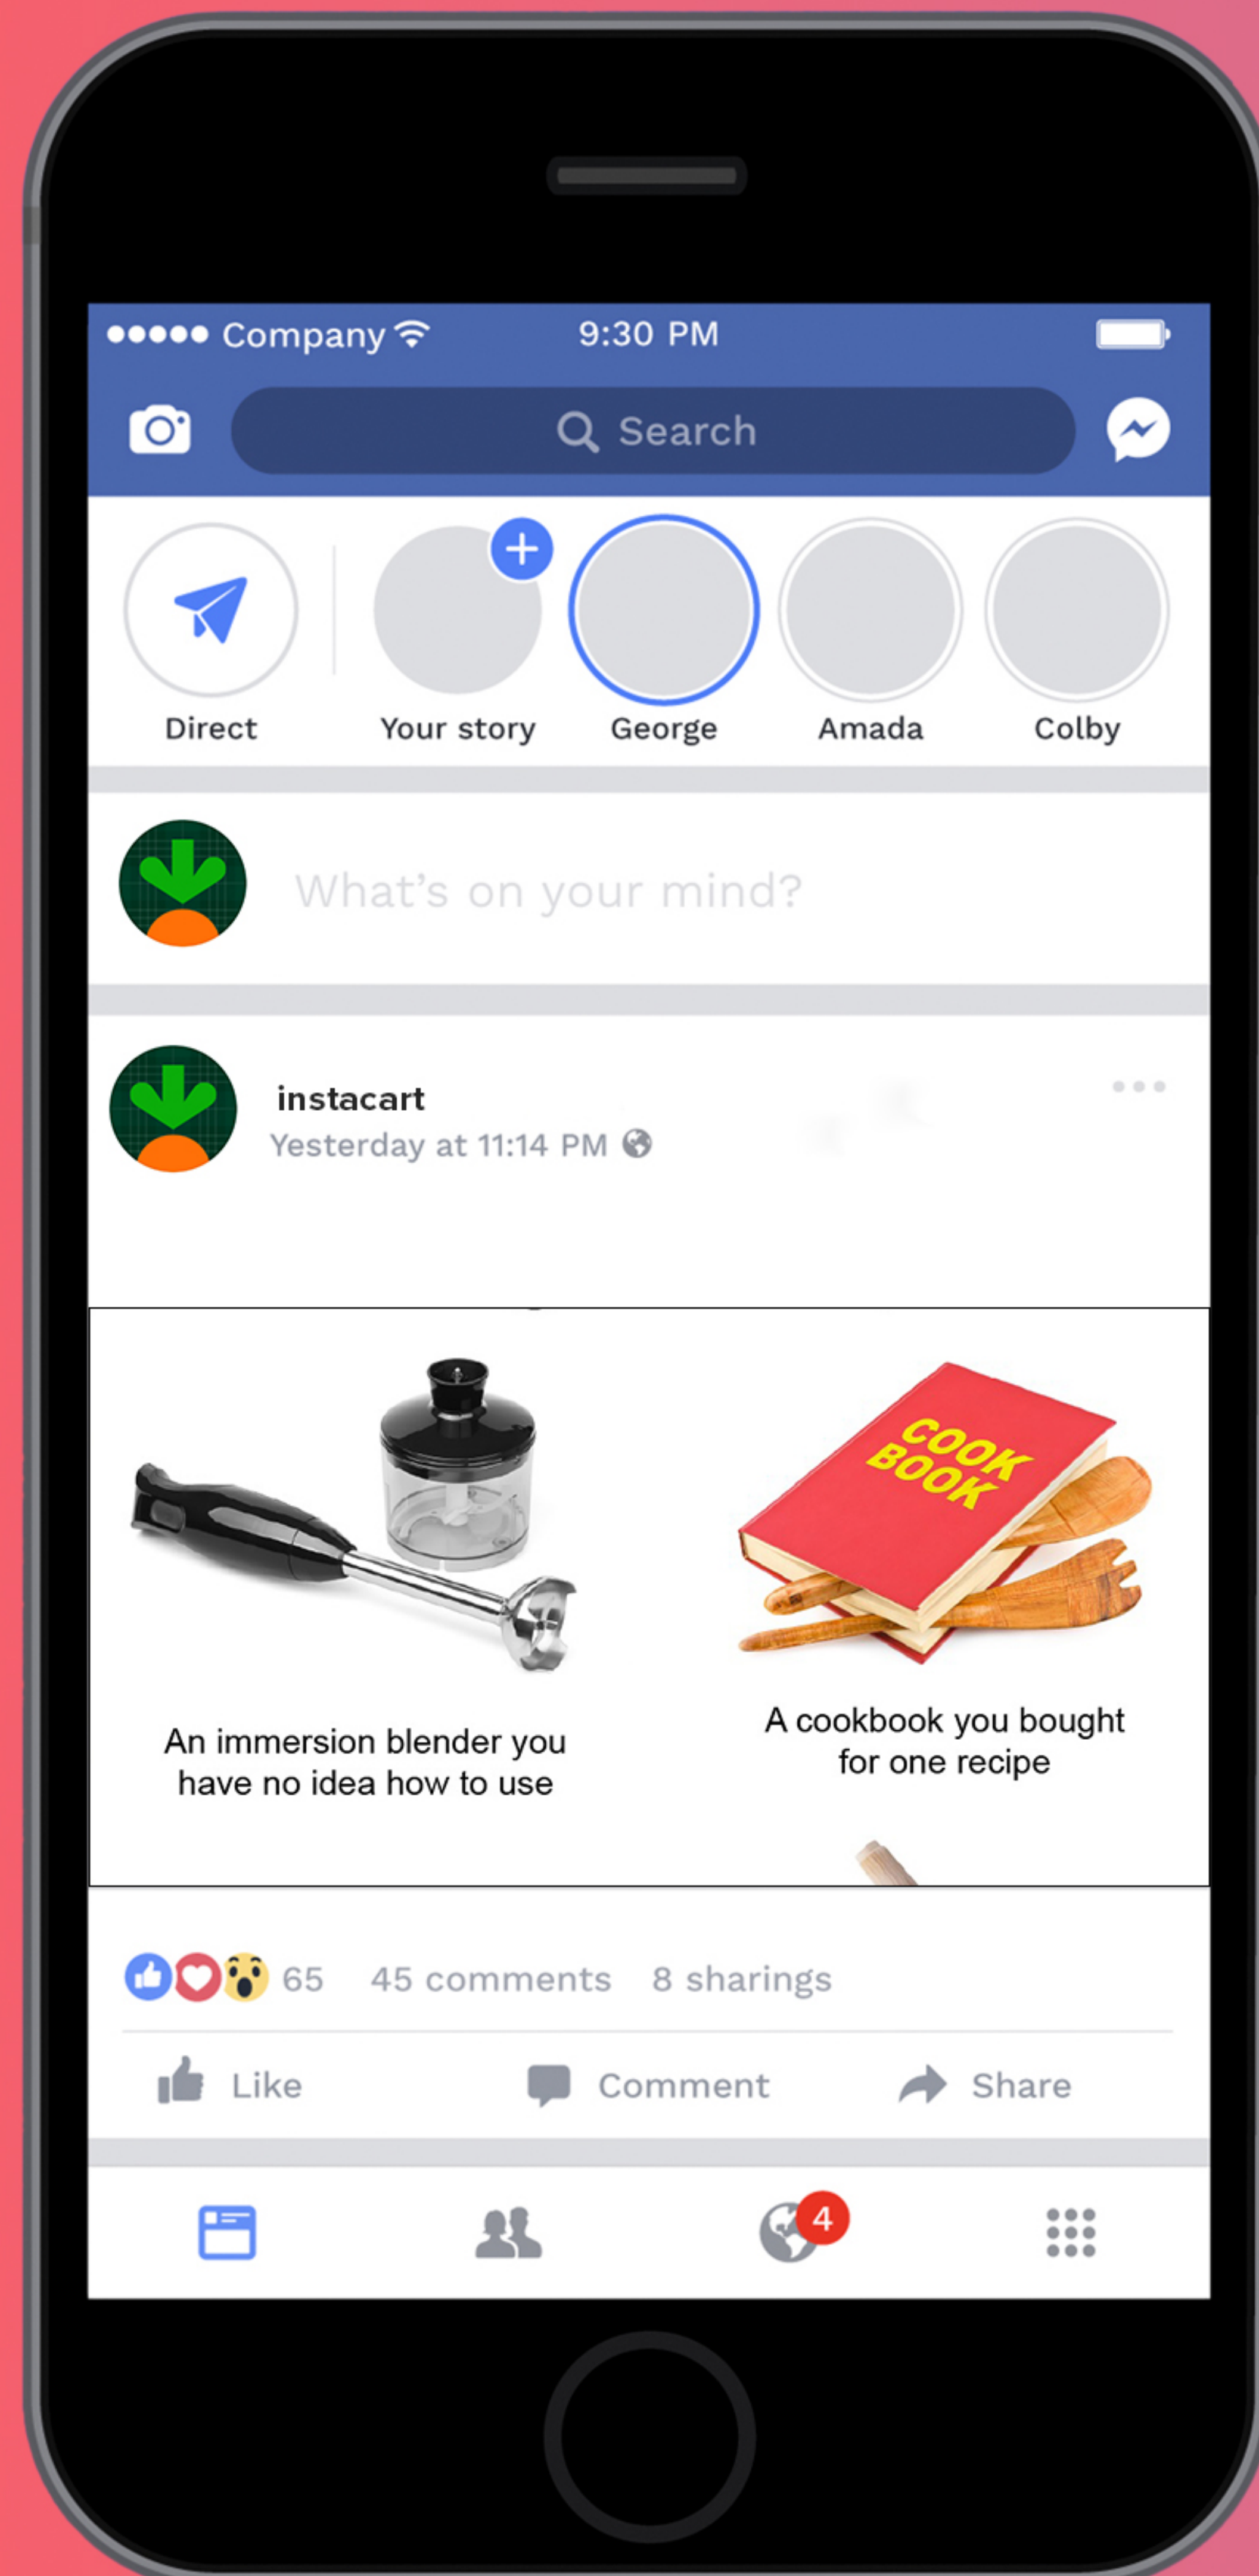 Company 9:30 PM
Search
Direct Your story George Amada Colby
What's on your mind?
instacart
Yesterday at 11:14 PM
COOK
BOOK
An immersion blender you
have no idea how to use
A cookbook you bought
for one recipe
65 45 comments 8 sharings
Like Comment Share
4